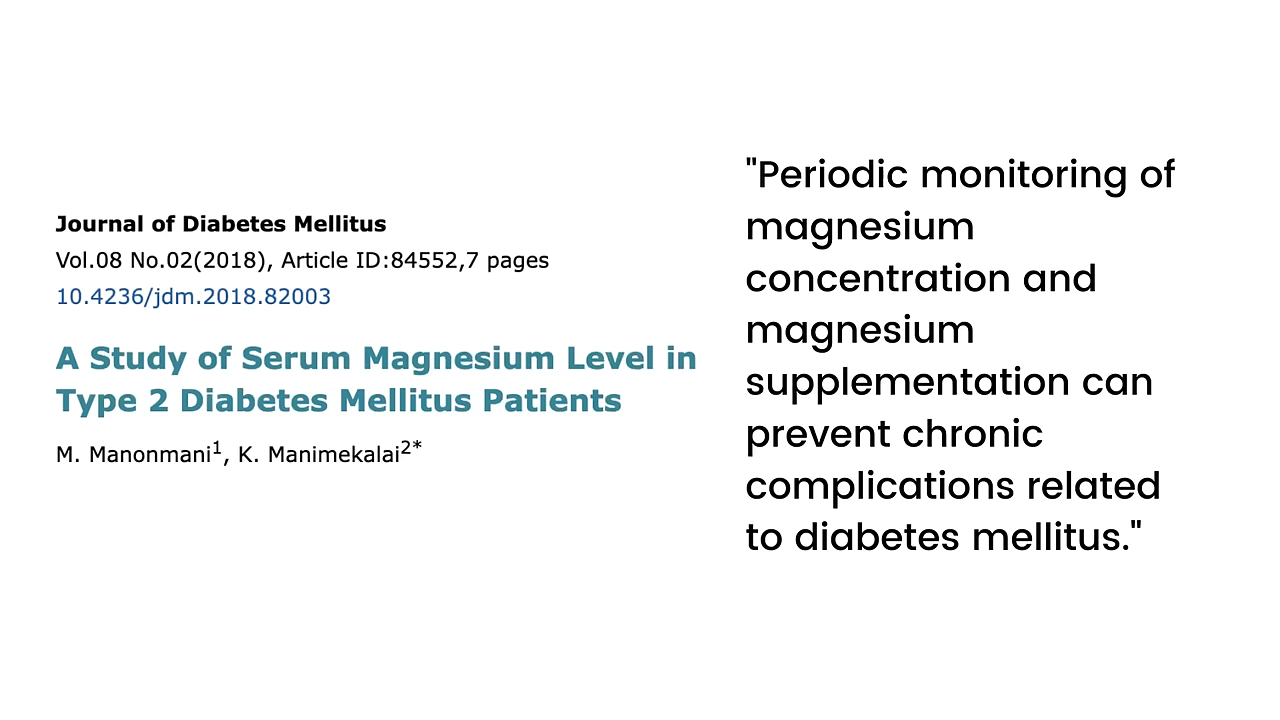 Journal of Diabetes Mellitus
Vol.08 No.02(2018), Article ID:84552,7 pages
10.4236/jdm.2018.82003
A Study of Serum Magnesium Level in
Type 2 Diabetes Mellitus Patients
M. Manonmani1, K. Manimekalai2*
"Periodic monitoring of
magnesium
concentration and
magnesium
supplementation can
prevent chronic
complications related
to diabetes mellitus."